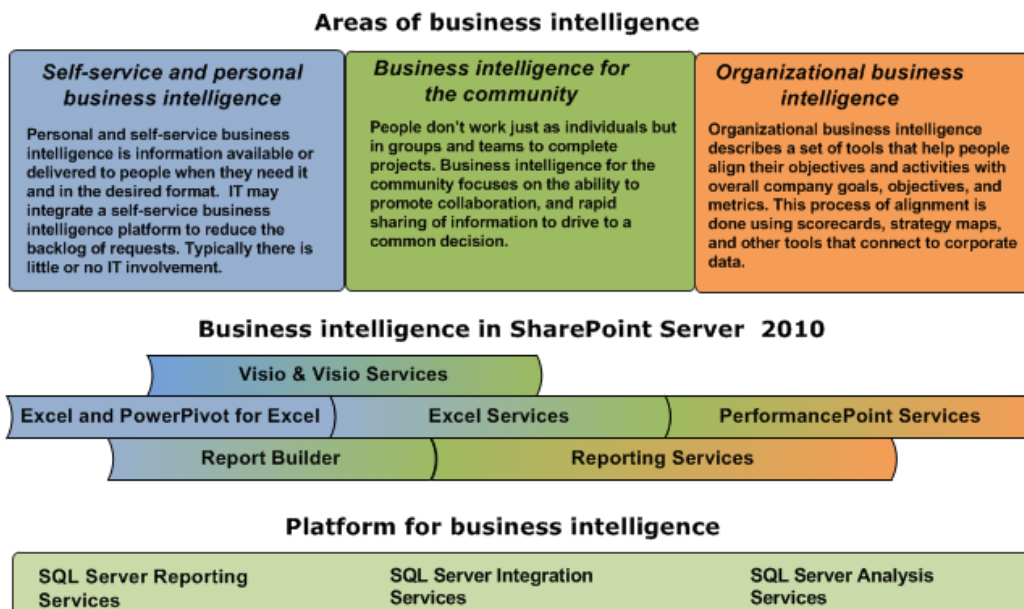 Areas of business intelligence
Self-service and personal
business intelligence
Personal and self-service business
intelligence is information available or
delivered to people when they need it
and in the desired format.  IT may
integrate a self-service business
intelligence platform to reduce the
backlog of requests. Typically there is
little or no IT involvement.
Business intelligence for
the community
People don't work just as individuals but
in groups and teams to complete
projects. Business intelligence for the
community focuses on the ability to
promote collaboration, and rapid
sharing of information to drive to a
common decision.
Organizational business
intelligence
Organizational business intelligence
describes a set of tools that help people
align their objectives and activities with
overall company goals, objectives, and
metrics. This process of alignment is
done using scorecards, strategy maps,
and other tools that connect to corporate
data.
Business intelligence in SharePoint Server  2010
Visio & Visio Services
Excel and PowerPivot for Excel
Excel Services
PerformancePoint Services
Report Builder
Reporting Services
Platform for business intelligence
SQL Server Reporting
Services
SQL Server Integration
Services
SQL Server Analysis
Services